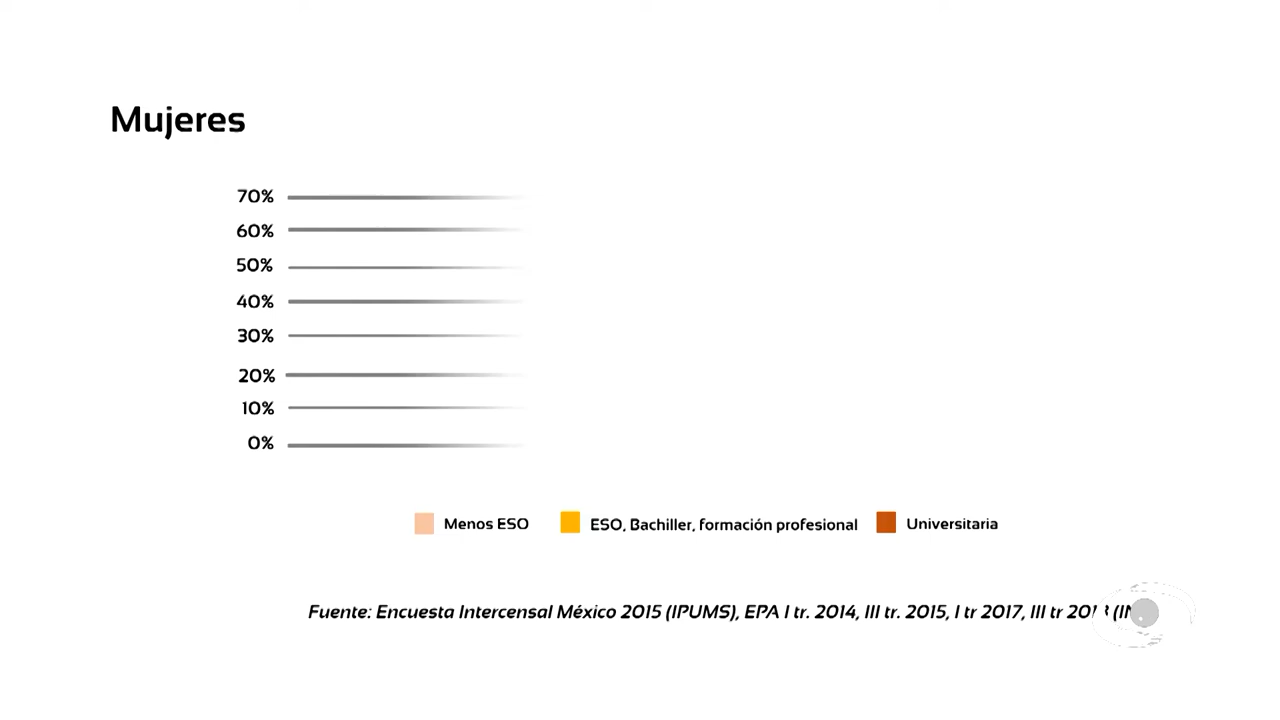 Mujeres
70%
60%
50%
40%
30%
20%
10%
0%
Menos ESO
ESO, Bachiller, formación profesional
Universitaria
Fuente: Encuesta Intercensal México 2015 (IPUMS), EPA I tr. 2014, III tr. 2015, I tr 2017, III tr